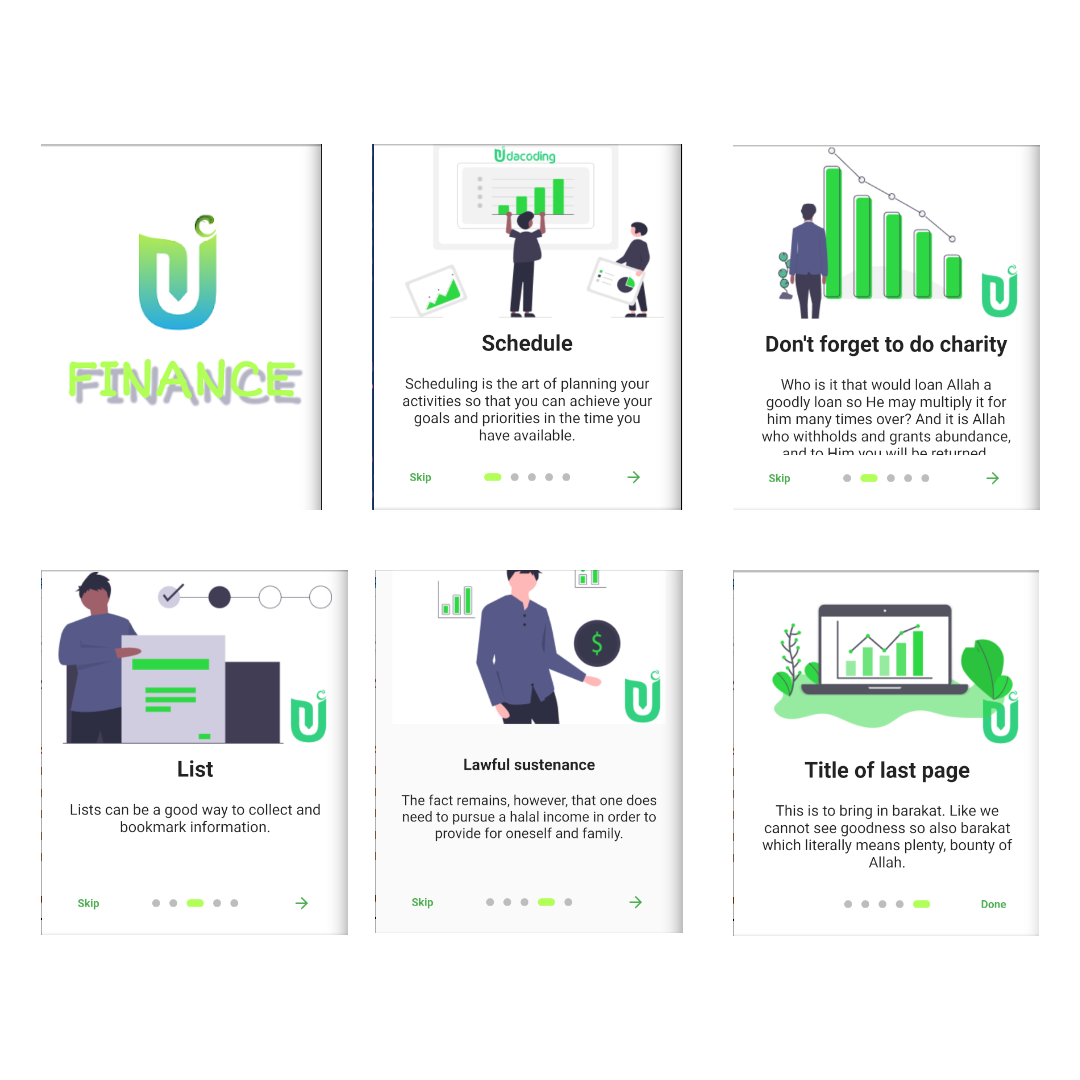 FINANCE
Udacoding
Schedule
Scheduling is the art of planning your
activities so that you can achieve your
goals and priorities in the time you
have available.
Skip
Don't forget to do charity
Who is it that would loan Allah a
goodly loan so He may multiply it for
him many times over? And it is Allah
who withholds and grants abundance,
and to Him you will be returned
Skip
List
Lists can be a good way to collect and
bookmark information.
Skip
$
Lawful sustenance
The fact remains, however, that one does
need to pursue a halal income in order to
provide for oneself and family.
Skip
Title of last page
This is to bring in barakat. Like we
cannot see goodness so also barakat
which literally means plenty, bounty of
Allah.
Done